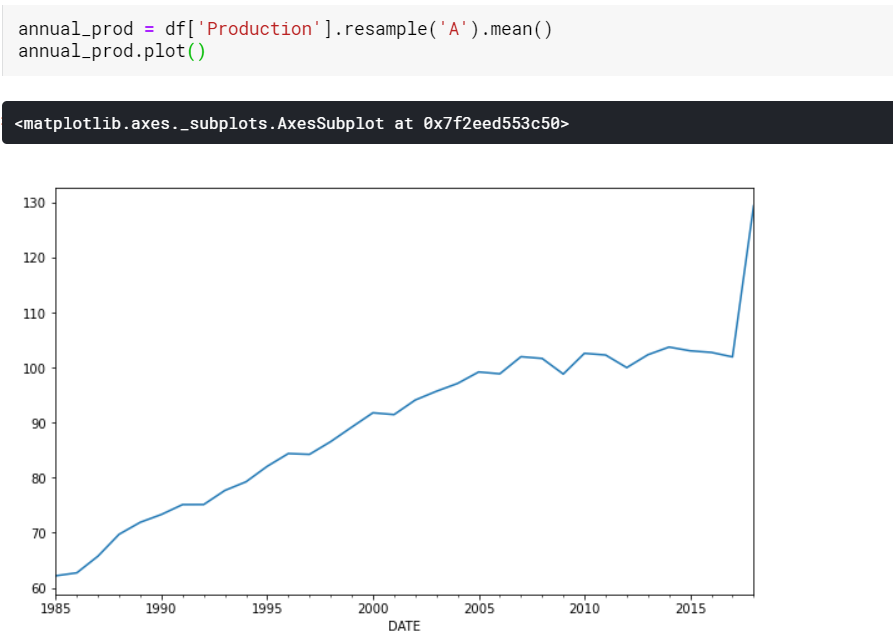 annual_prod = df['Production'].resample('A').mean()
annual_prod.plot()
<matplotlib.axes._subplots.AxesSubplot at 0x7f2eed553c50>
130
120
110
100
90
80
70
60
1985 1990 1995 2000 2005 2010 2015
DATE